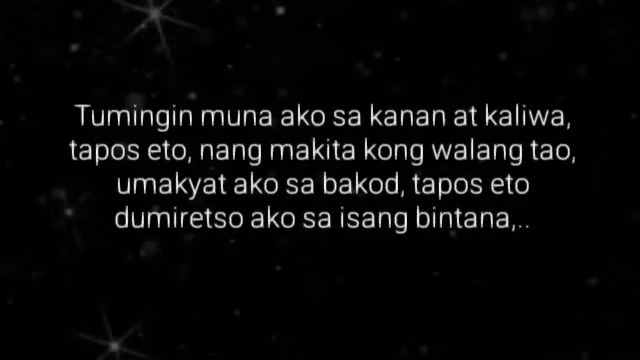 Tumingin muna ako sa kanan at kaliwa,
tapos eto, nang makita kong walang tao,
umakyat ako sa bakod, tapos eto
dumiretso ako sa isang bintana,..